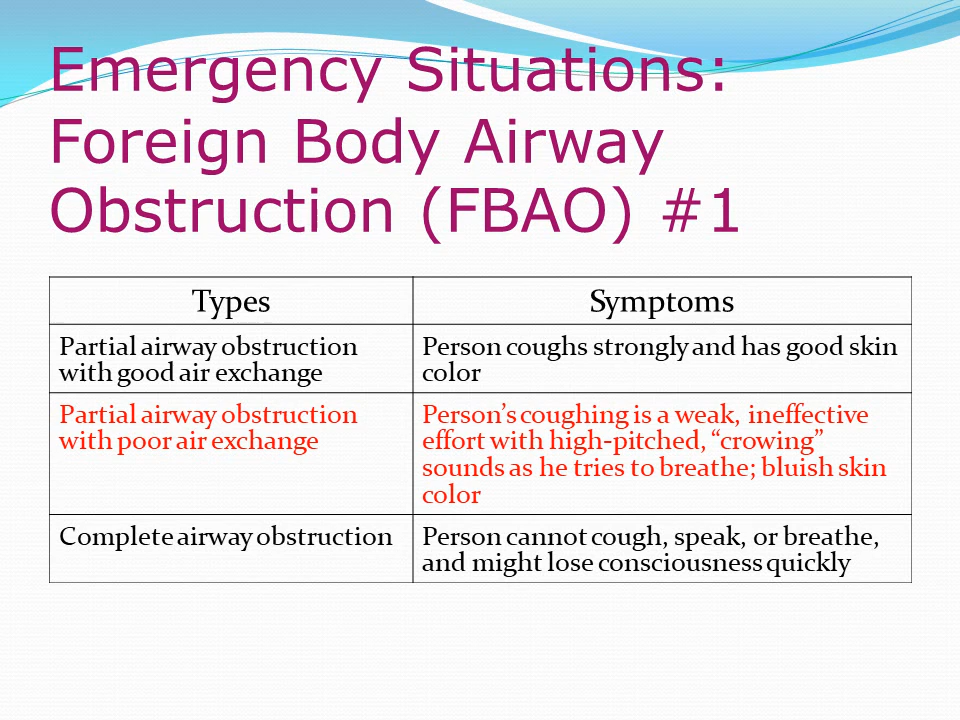 Emergency Situations:
Foreign Body Airway
Obstruction (FBAO) #1
Types
Symptoms
Partial airway obstruction
with good air exchange
Person coughs strongly and has good skin
color
Partial airway obstruction
with poor air exchange
Person’s coughing is a weak, ineffective
effort with high-pitched, “crowing”
sounds as he tries to breathe; bluish skin
color
Complete airway obstruction
Person cannot cough, speak, or breathe,
and might lose consciousness quickly